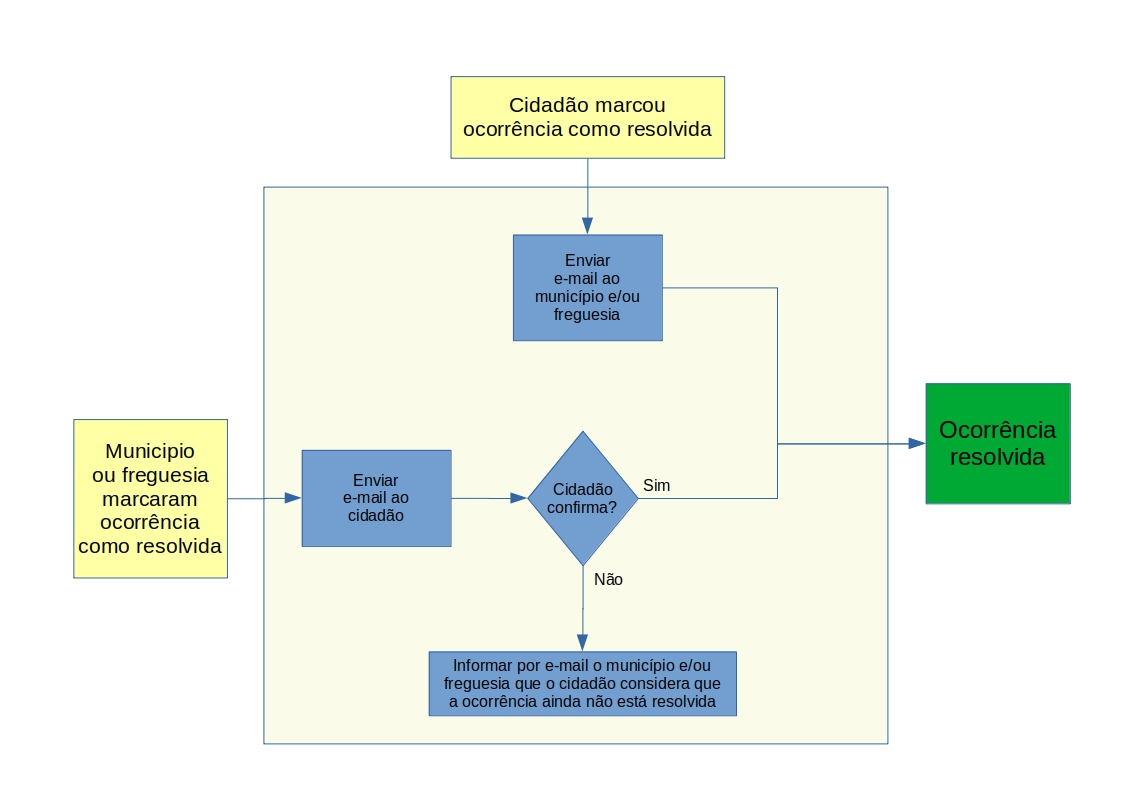 Cidadão marcou
ocorrência como resolvida
Enviar
e-mail ao
município e/ou
freguesia
Municipio
ou freguesia
marcaram
ocorrência
como resolvida
Enviar
e-mail ao
cidadão
Cidadão
confirma?
Sim
Não
Ocorrência
resolvida
Informar por e-mail o município e/ou
freguesia que o cidadão considera que
a ocorrência ainda não está resolvida